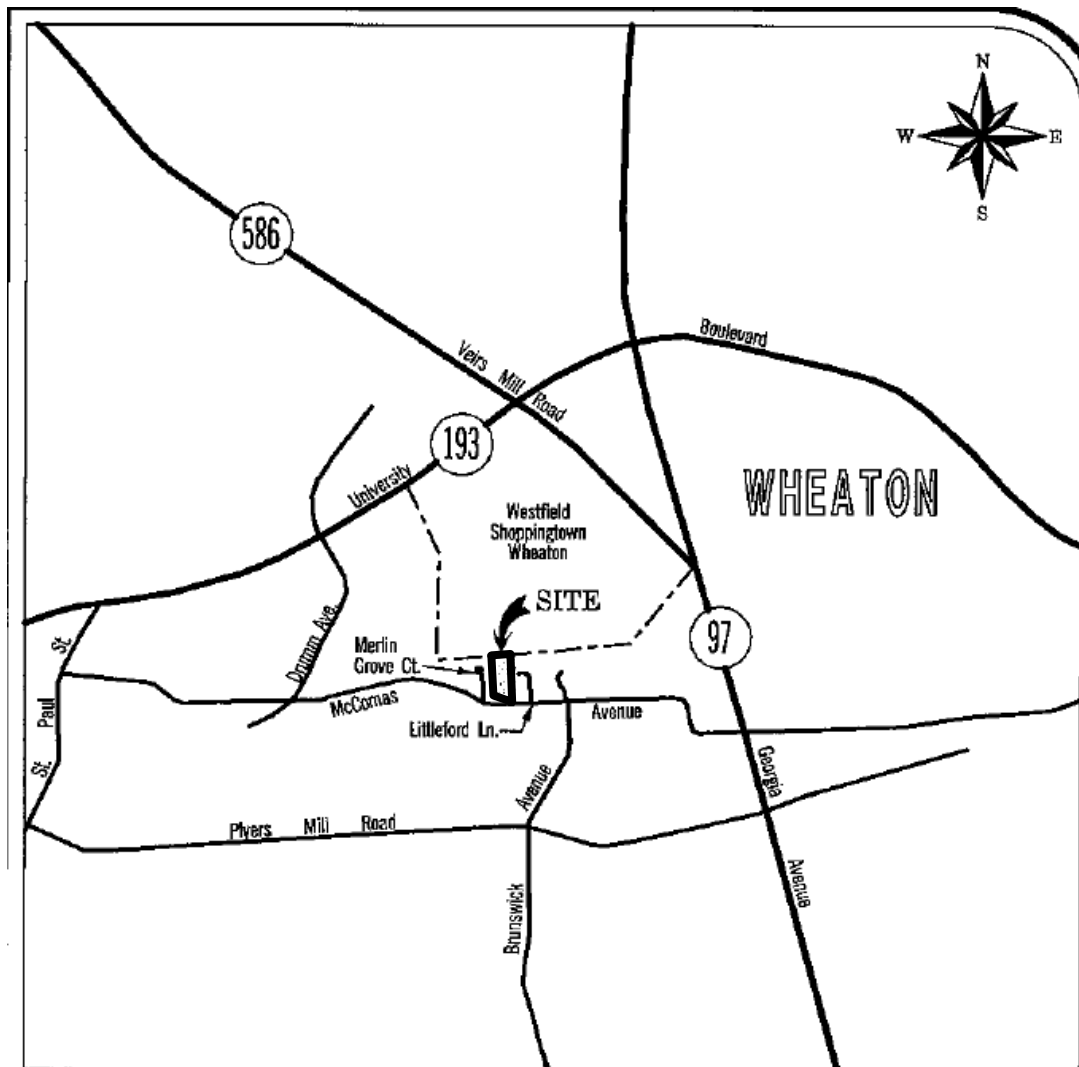 N
W E
S
586
Veirs Mill Road
Boulevard
193
University
WHEATON
Westfield
Shoppingtown
Wheaton
SITE
97
St.
Paul
St.
Drumm Ave.
Merlin
Grove Ct.
McComas
Avenue
Littleford Ln.
Georgia
Avenue
Plyers Mill Road
Avenue
Brunswick